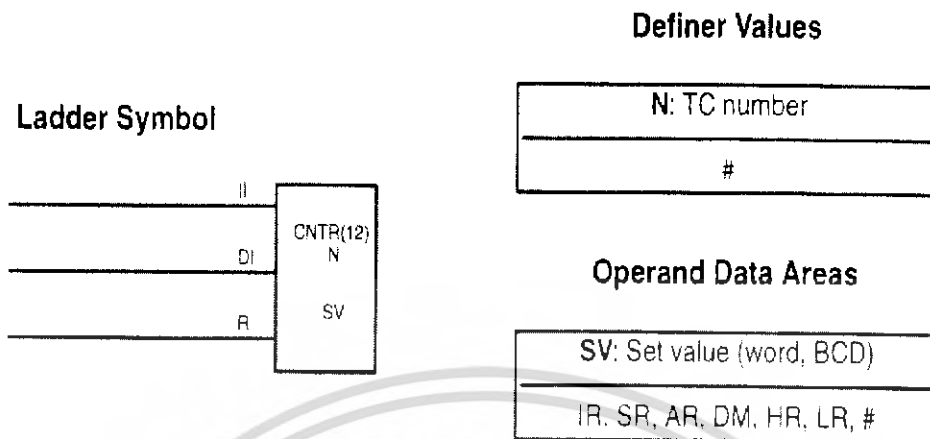 Ladder Symbol
II
DI
R
CNTR(12)
N
SV
Definer Values
N: TC number
#
Operand Data Areas
SV: Set value (word, BCD)
IR, SR, AR, DM, HR, LR, #